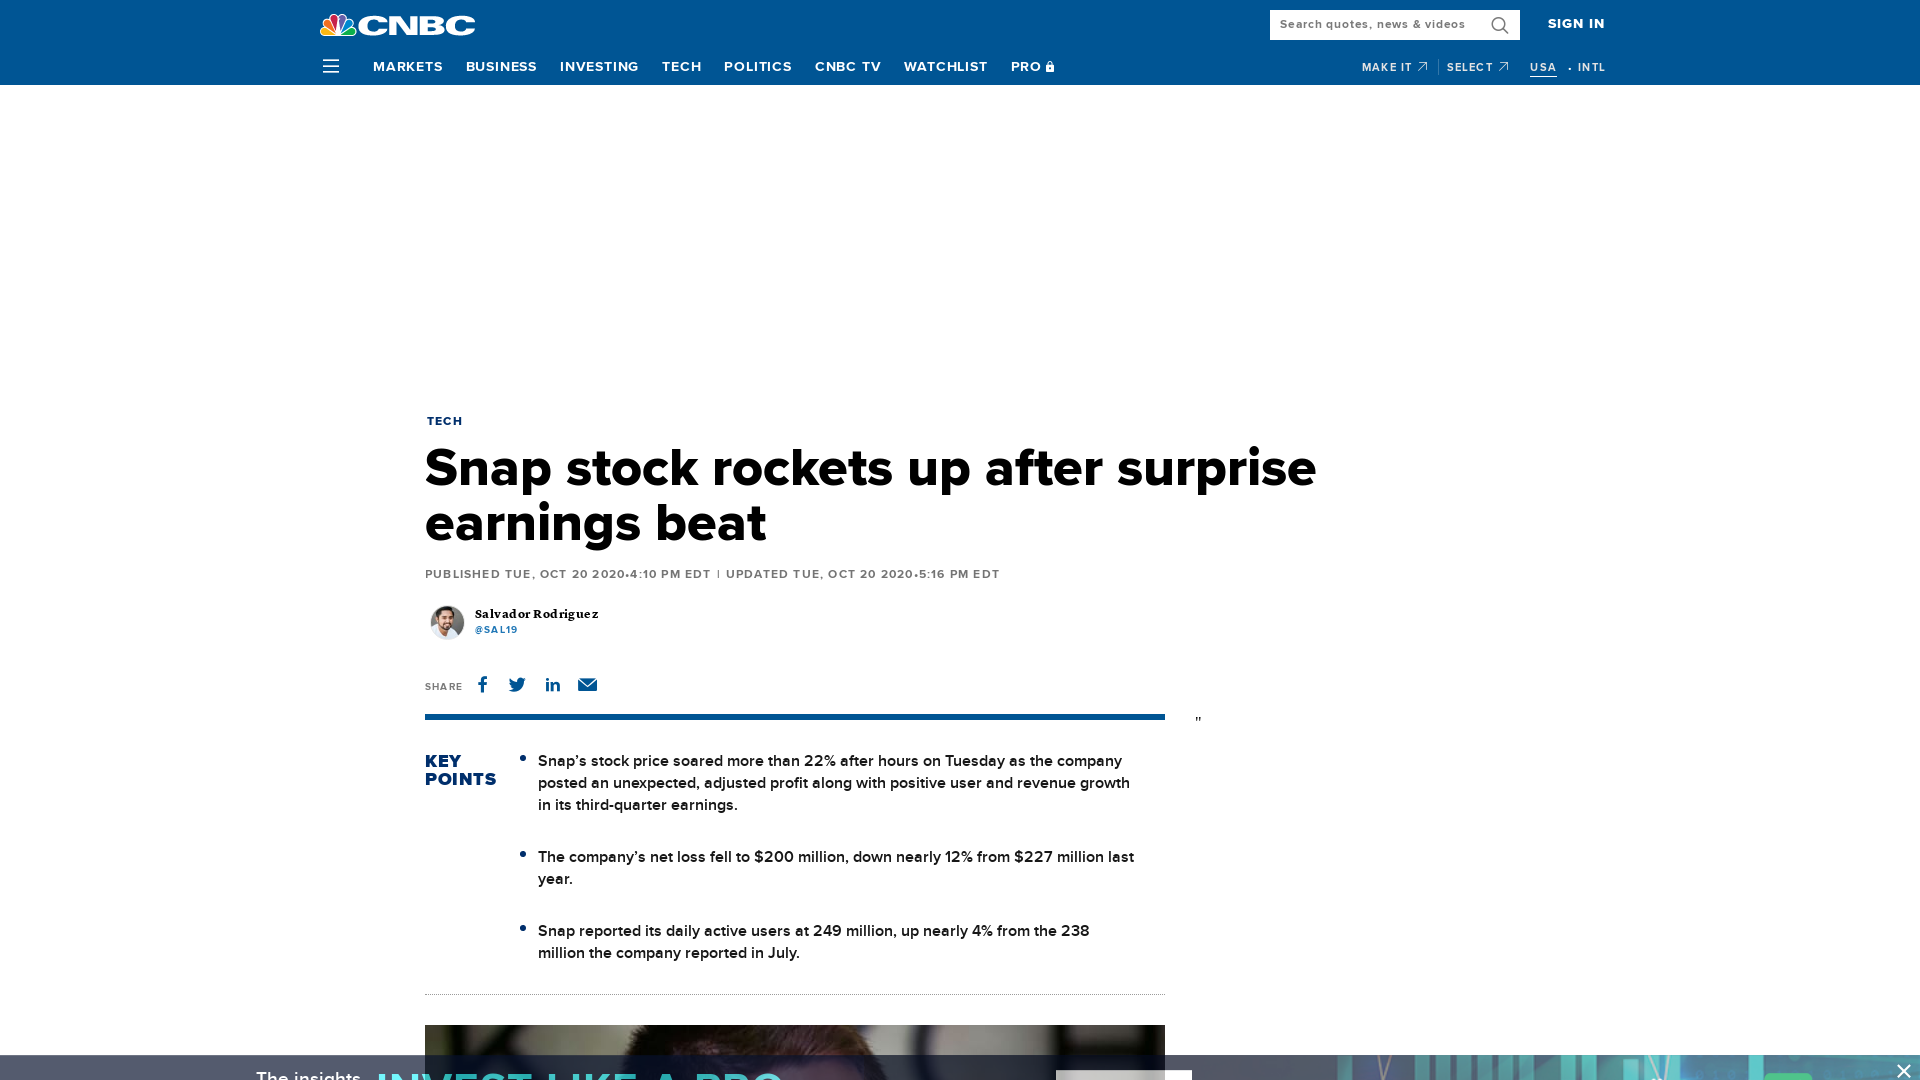 CNBC
Search quotes, news & videos
SIGN IN
MARKETS BUSINESS INVESTING TECH POLITICS CNBC TV WATCHLIST PRO
MAKE IT SELECT USA • INTL
TECH
Snap stock rockets up after surprise
earnings beat
PUBLISHED TUE, OCT 20 2020•4:10 PM EDT | UPDATED TUE, OCT 20 2020•5:16 PM EDT
Salvador Rodriguez
@SAL19
SHARE
"
KEY
POINTS
Snap’s stock price soared more than 22% after hours on Tuesday as the company
posted an unexpected, adjusted profit along with positive user and revenue growth
in its third-quarter earnings.
The company’s net loss fell to $200 million, down nearly 12% from $227 million last
year.
Snap reported its daily active users at 249 million, up nearly 4% from the 238
million the company reported in July.
The insights
INVEST LIKE A PRO